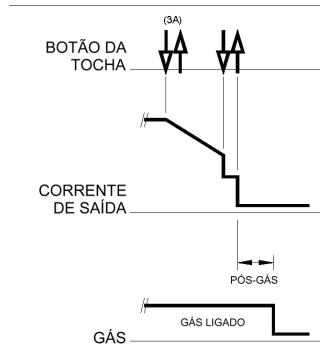 (3A)
BOTÃO DA
TOCHA
CORRENTE
DE SAÍDA
PÓS-GÁS
GÁS LIGADO
GÁS